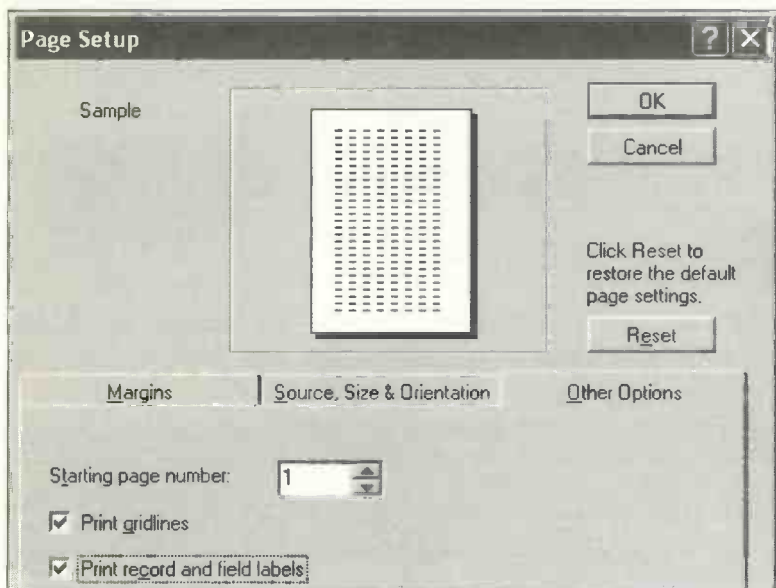 Page Setup
Sample
OK
Cancel
Click Reset to
restore the default
page settings.
Reset
Margins
Source, Size & Orientation
Other Options
Starting page number:
1
Print gridlines
Print record and field labels